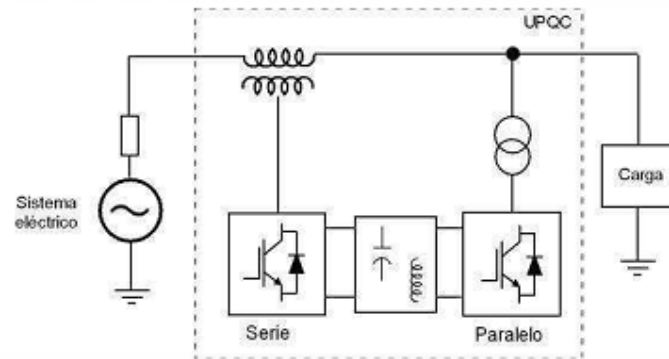 UPQC
Sistema
eléctrico
Carga
Serie
Paralelo